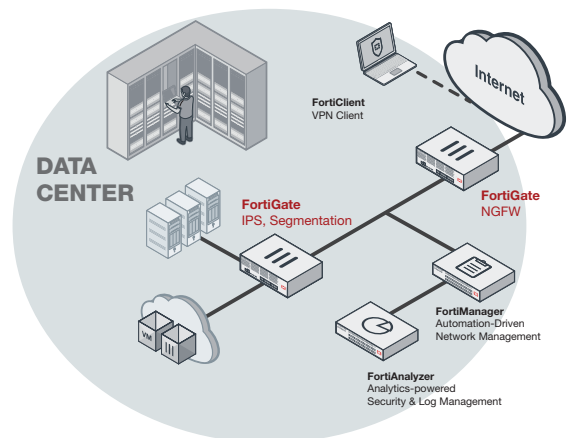 Internet
FortiClient
VPN Client
DATA
CENTER
FortiGate
NGFW
FortiGate
IPS, Segmentation
VM
FortiManager
Automation-Driven
Network Management
FortiAnalyzer
Analytics-powered
Security & Log Management